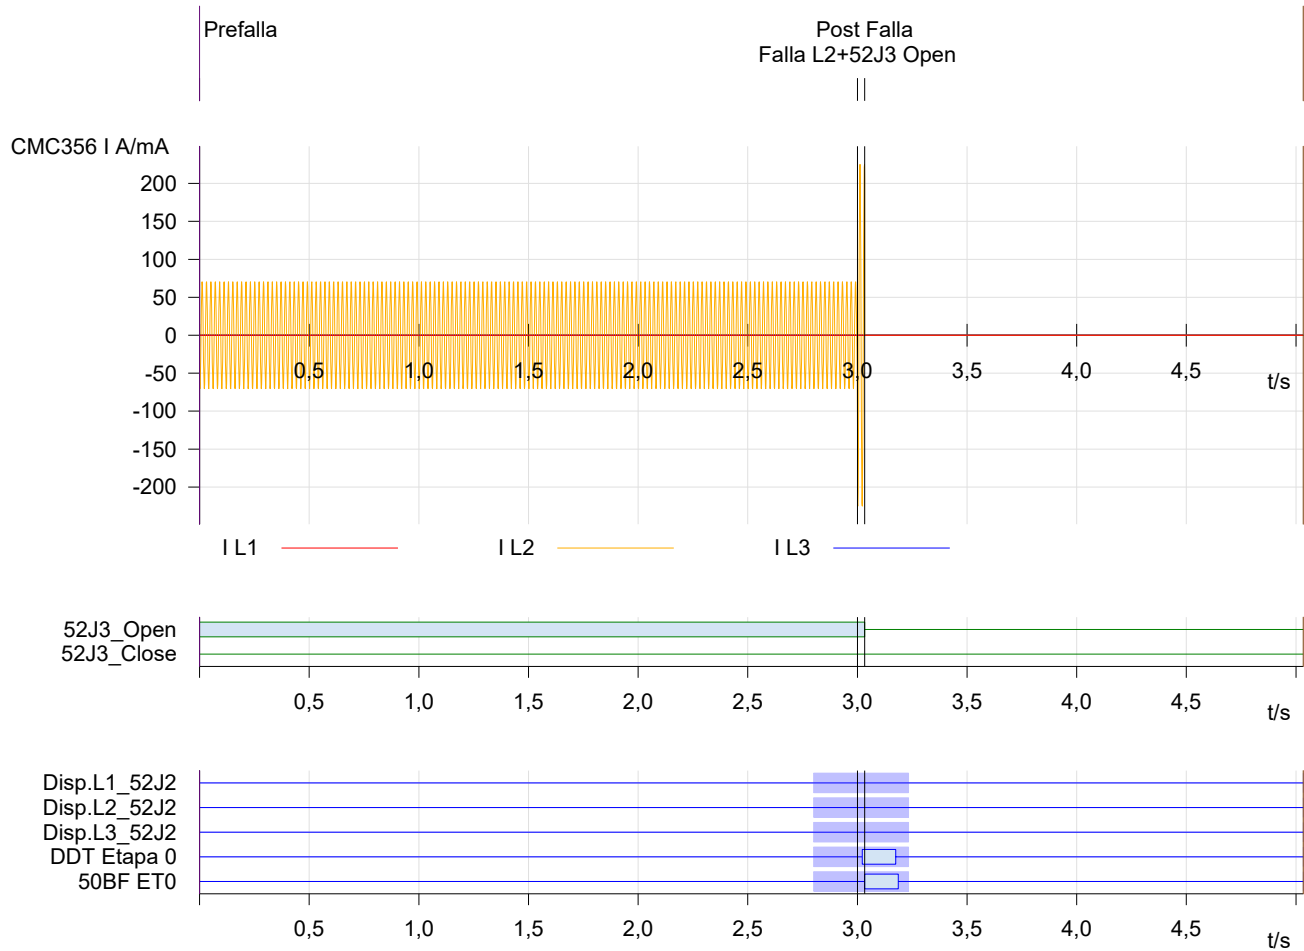 Prefalla
Post Falla
Falla L2+52J3 Open
CMC356 I A/mA
200
150
100
50
0
-50
-100
-150
-200
0,5 1,0 1,5 2,0 2,5 3,0 3,5 4,0 4,5 t/s
I L1 I L2 I L3
52J3_Open
52J3_Close
0,5 1,0 1,5 2,0 2,5 3,0 3,5 4,0 4,5 t/s
Disp.L1_52J2
Disp.L2_52J2
Disp.L3_52J2
DDT Etapa 0
50BF ET0
0,5 1,0 1,5 2,0 2,5 3,0 3,5 4,0 4,5 t/s